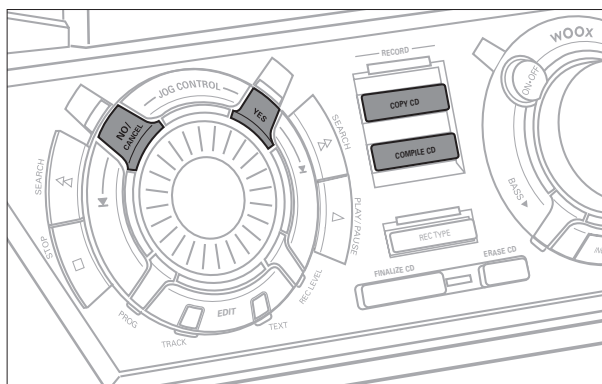 RECORD
WOOX
JOG CONTROL
NO/
CANCEL
YES
COPY CD
COMPILE CD
ON•OFF
SEARCH
SEARCH
BASS
STOP
PLAY/PAUSE
REC TYPE
FINALIZE CD
ERASE CD
IN
PROG
TRACK
EDIT
TEXT
REC LEVEL